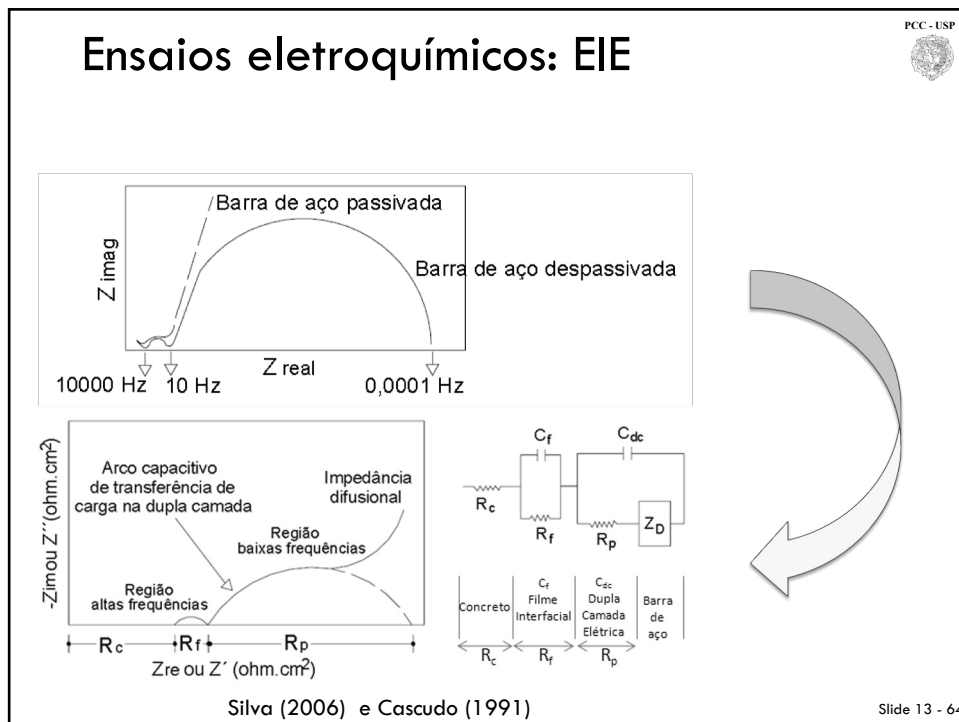 Ensaios eletroquímicos: EIE
PCC - USP
Barra de aço passivada
Barra de aço despassivada
Z imag
Z real
10000 Hz
10 Hz
0,0001 Hz
-Zim ou Z´´(ohm.cm²)
Arco capacitivo
de transferência de
carga na dupla camada
Impedância
difusional
Região
baixas frequências
Região
altas frequências
Rc
Rf
Rp
Zre ou Z´ (ohm.cm²)
Cf
Cdc
Rc
Rf
Rp
ZD
Concreto
Cf
Filme
Interfacial
Cdc
Dupla
Camada
Elétrica
Barra
de
aço
Rc
Rf
Rp
Silva (2006) e Cascudo (1991)
Slide 13 - 64